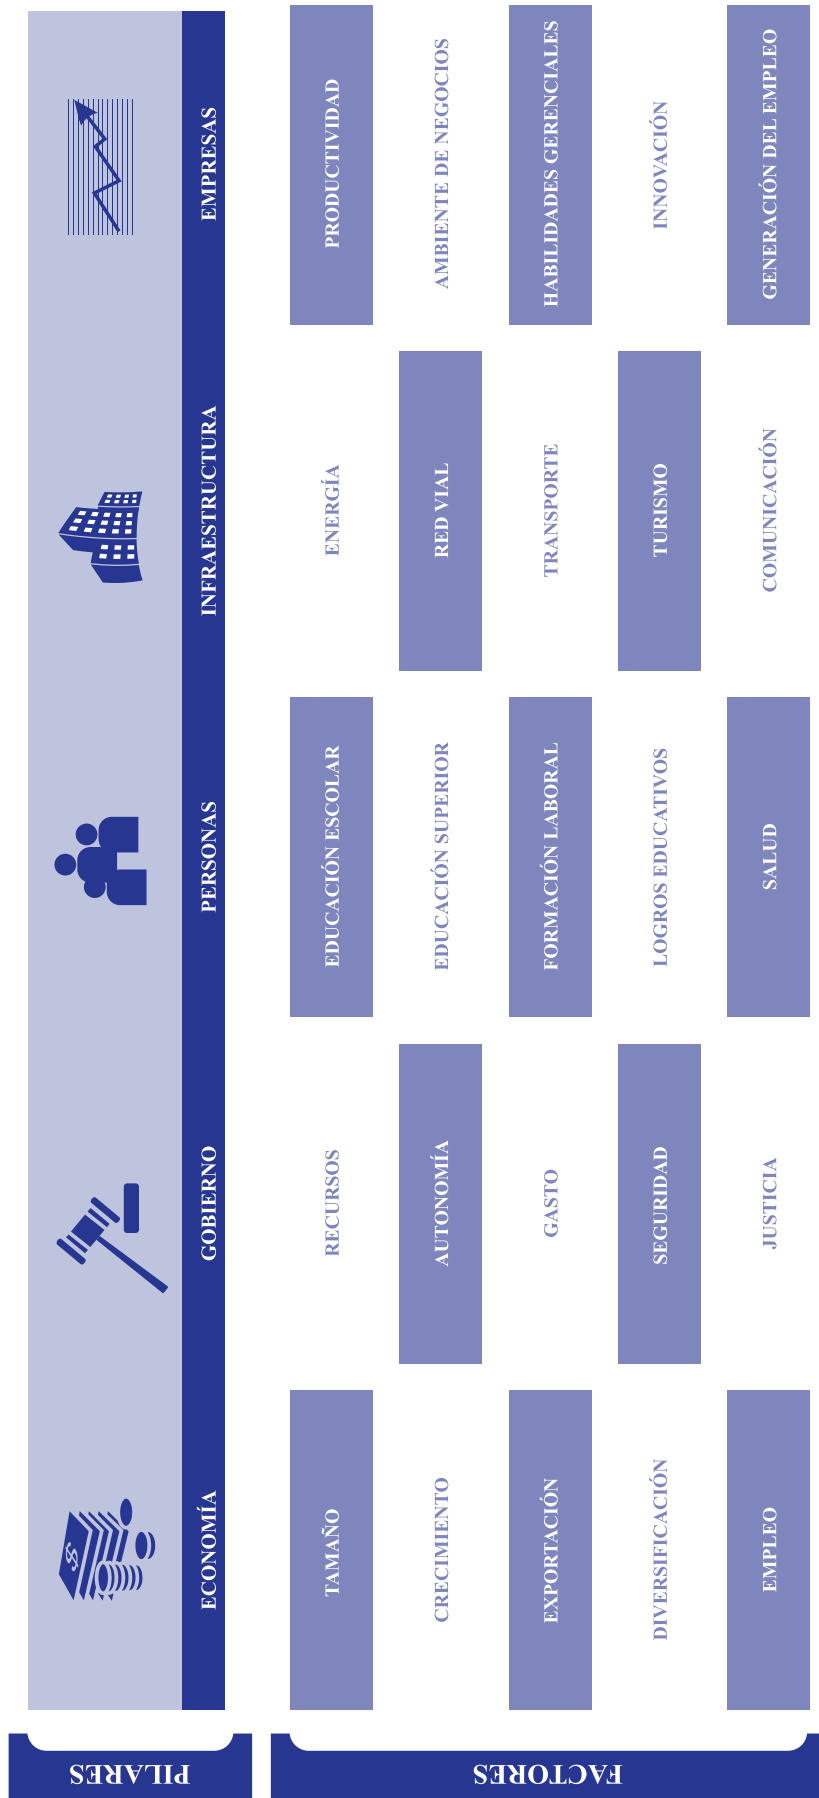 PILARES
ECONOMÍA
GOBIERNO
PERSONAS
INFRAESTRUCTURA
EMPRESAS
FACTORES
TAMAÑO
RECURSOS
EDUCACIÓN ESCOLAR
ENERGÍA
PRODUCTIVIDAD
CRECIMIENTO
AUTONOMÍA
EDUCACIÓN SUPERIOR
RED VIAL
AMBIENTE DE NEGOCIOS
EXPORTACIÓN
GASTO
FORMACIÓN LABORAL
TRANSPORTE
HABILIDADES GERENCIALES
DIVERSIFICACIÓN
SEGURIDAD
LOGROS EDUCATIVOS
TURISMO
INNOVACIÓN
EMPLEO
JUSTICIA
SALUD
COMUNICACIÓN
GENERACIÓN DEL EMPLEO
$